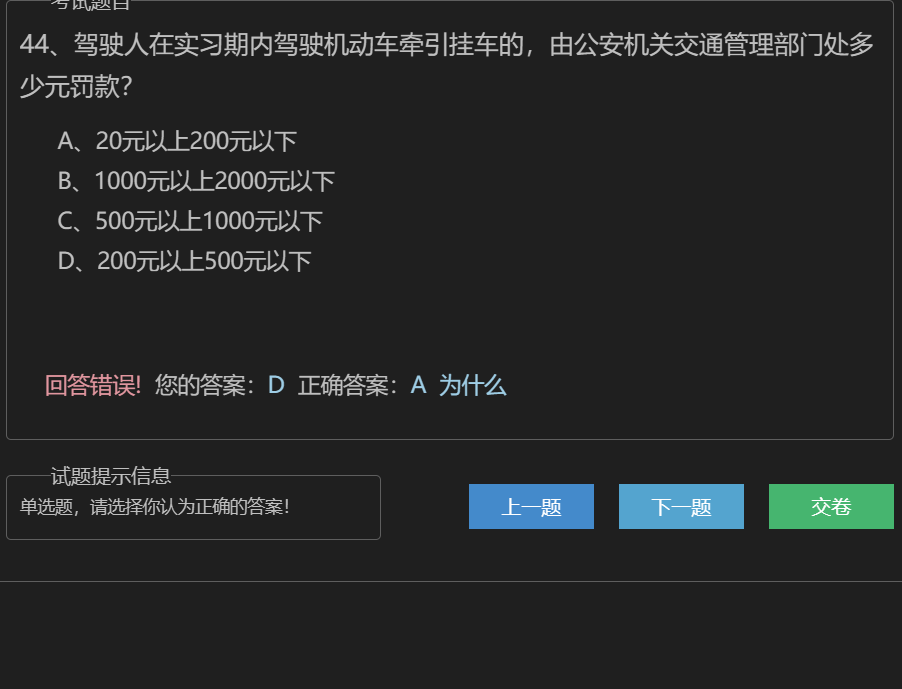 考试题目
44、驾驶人在实习期内驾驶机动车牵引挂车的，由公安机关交通管理部门处多
少元罚款？
A、20元以上200元以下
B、1000元以上2000元以下
C、500元以上1000元以下
D、200元以上500元以下
回答错误! 您的答案：D 正确答案：A 为什么
试题提示信息
单选题，请选择你认为正确的答案！
上一题 下一题 交卷